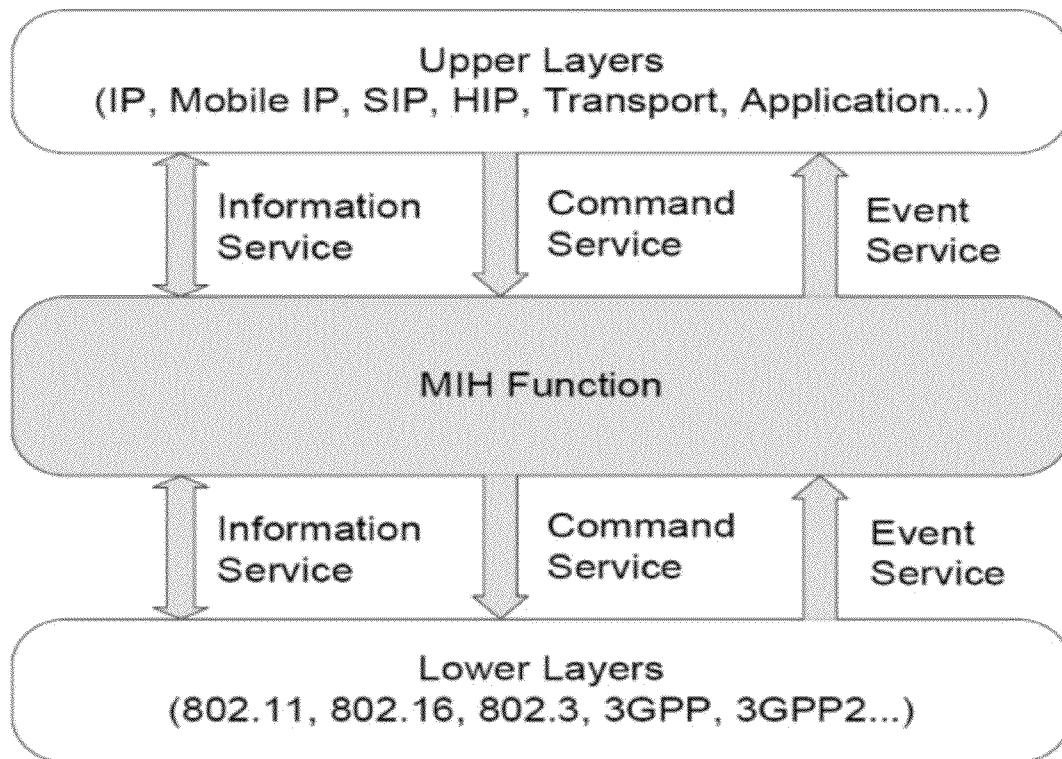 Upper Layers
(IP, Mobile IP, SIP, HIP, Transport, Application...)
Information
Service
Command
Service
Event
Service
MIH Function
Information
Service
Command
Service
Event
Service
Lower Layers
(802.11, 802.16, 802.3, 3GPP, 3GPP2...)